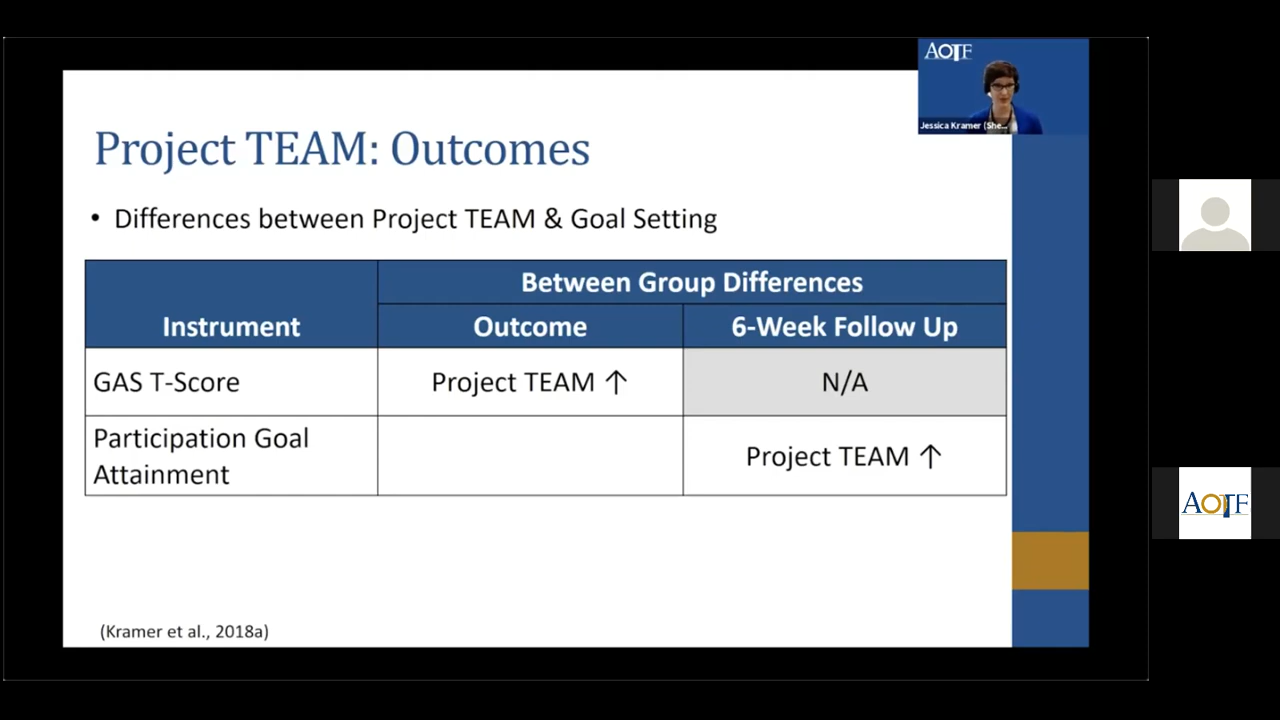 AOTF
Jessica Kramer (She...
Project TEAM: Outcomes
• Differences between Project TEAM & Goal Setting
Between Group Differences
Instrument
Outcome
6-Week Follow Up
GAS T-Score
Project TEAM ↑
N/A
Participation Goal
Attainment
Project TEAM ↑
(Kramer et al., 2018a)
AOTF